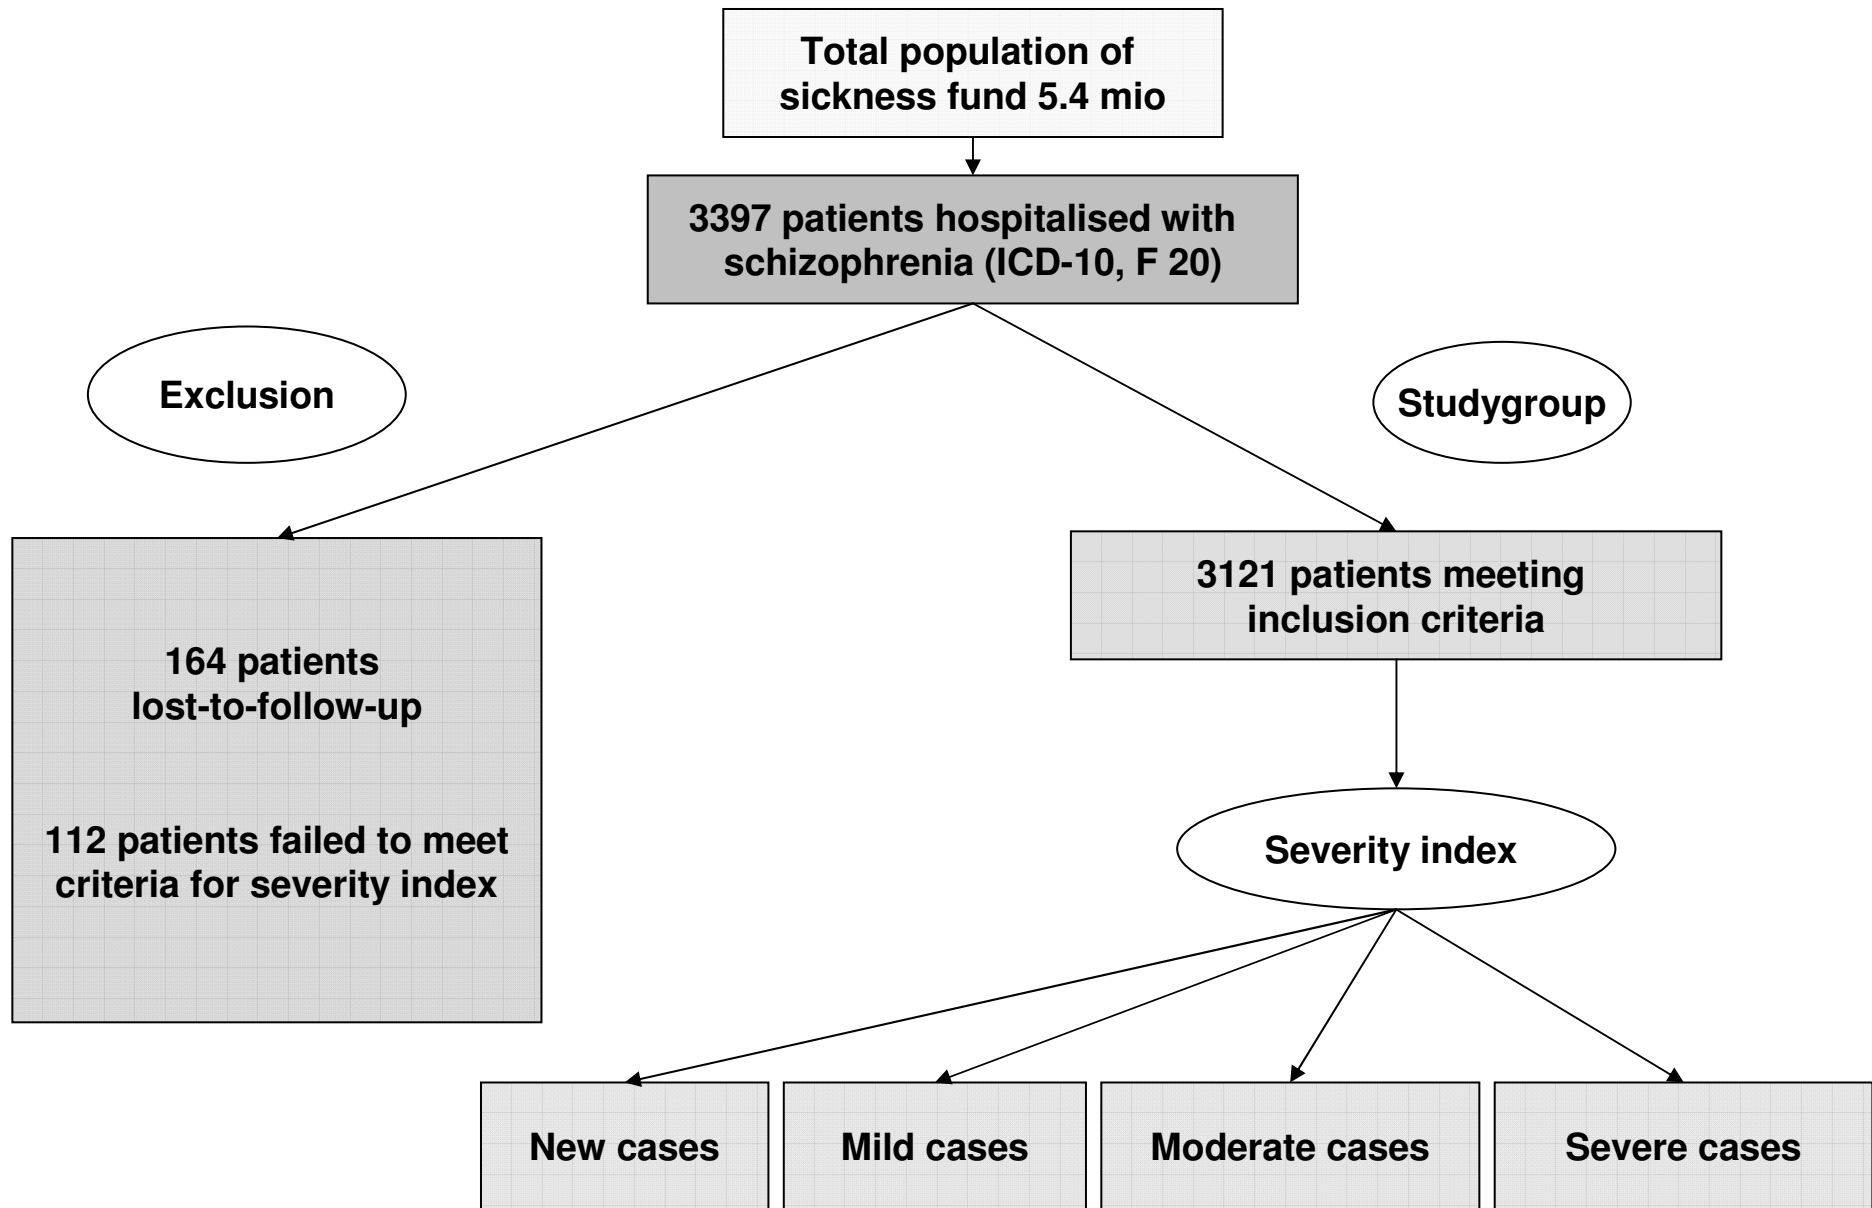 Total population of
sickness fund 5.4 mio
3397 patients hospitalised with
schizophrenia (ICD-10, F 20)
Exclusion
Studygroup
164 patients
lost-to-follow-up
112 patients failed to meet
criteria for severity index
3121 patients meeting
inclusion criteria
Severity index
New cases
Mild cases
Moderate cases
Severe cases